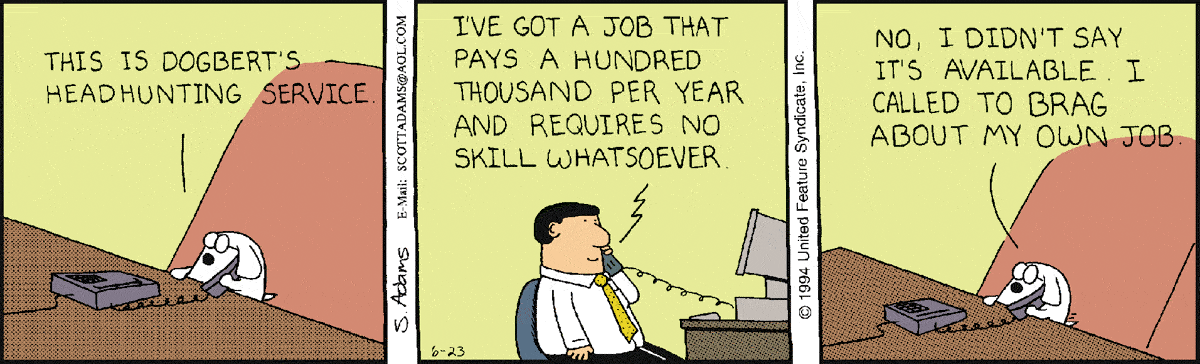 THIS IS DOGBERT'S
HEADHUNTING SERVICE.
S. Adams
E-Mail: SCOTTADAMS@AOL.COM
I'VE GOT A JOB THAT
PAYS A HUNDRED
THOUSAND PER YEAR
AND REQUIRES NO
SKILL WHATSOEVER.
6-23
© 1994 United Feature Syndicate, Inc.
NO, I DIDN'T SAY
IT'S AVAILABLE. I
CALLED TO BRAG
ABOUT MY OWN JOB.